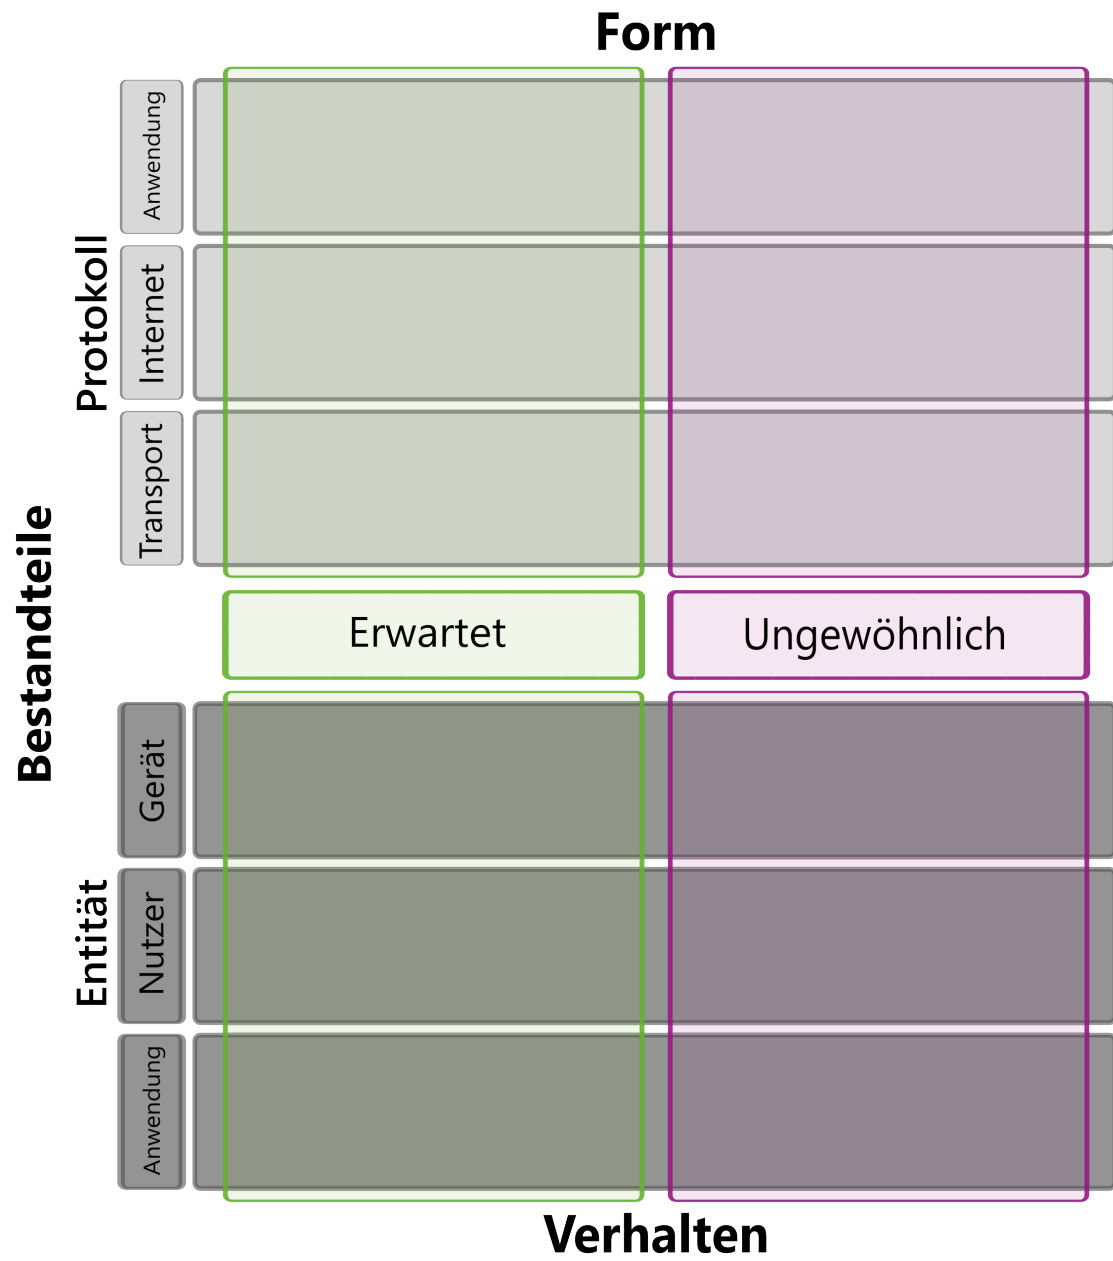 Form
Bestandteile
Protokoll
Anwendung
Internet
Transport
Erwartet
Ungewöhnlich
Entität
Gerät
Nutzer
Anwendung
Verhalten